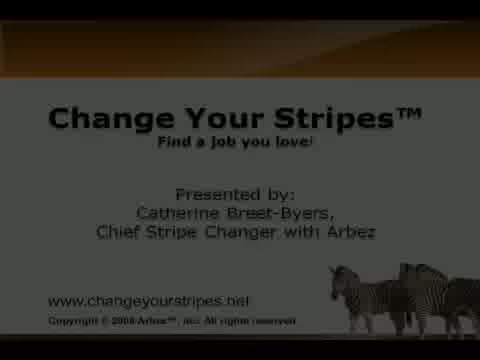 Change Your Stripes™
Find a job you love!
Presented by:
Catherine Breet-Byers,
Chief Stripe Changer with Arbez
www.changeyourstripes.net
Copyright © 2008 Arbez™, Inc. All rights reserved